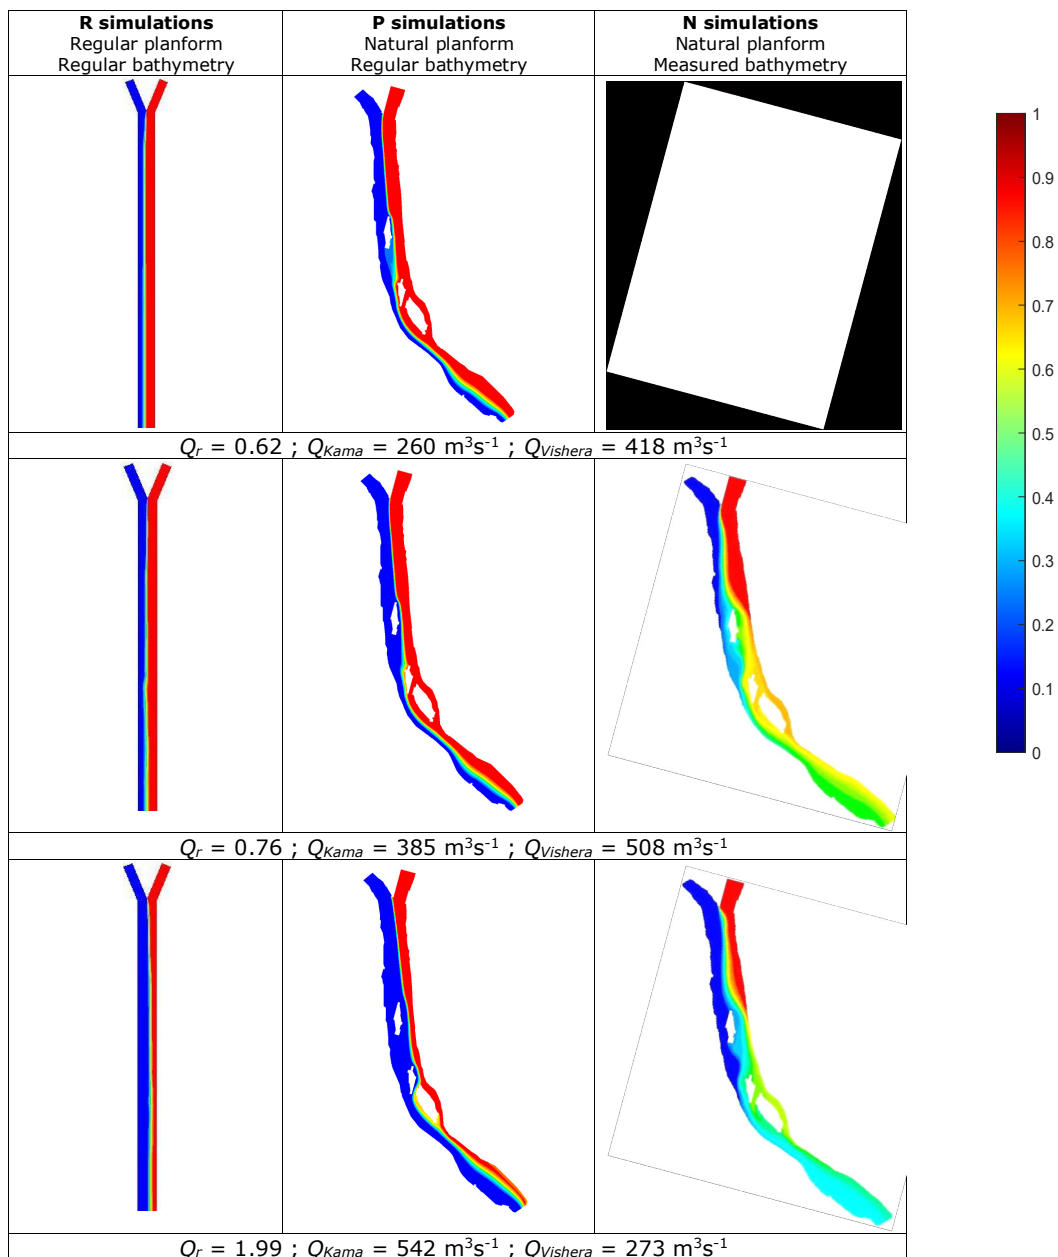 R simulations
Regular planform
Regular bathymetry
P simulations
Natural planform
Regular bathymetry
N simulations
Natural planform
Measured bathymetry
Qr = 0.62 ; QKama = 260 m³s⁻¹ ; QVishera = 418 m³s⁻¹
Qr = 0.76 ; QKama = 385 m³s⁻¹ ; QVishera = 508 m³s⁻¹
Qr = 1.99 ; QKama = 542 m³s⁻¹ ; QVishera = 273 m³s⁻¹
1
0.9
0.8
0.7
0.6
0.5
0.4
0.3
0.2
0.1
0